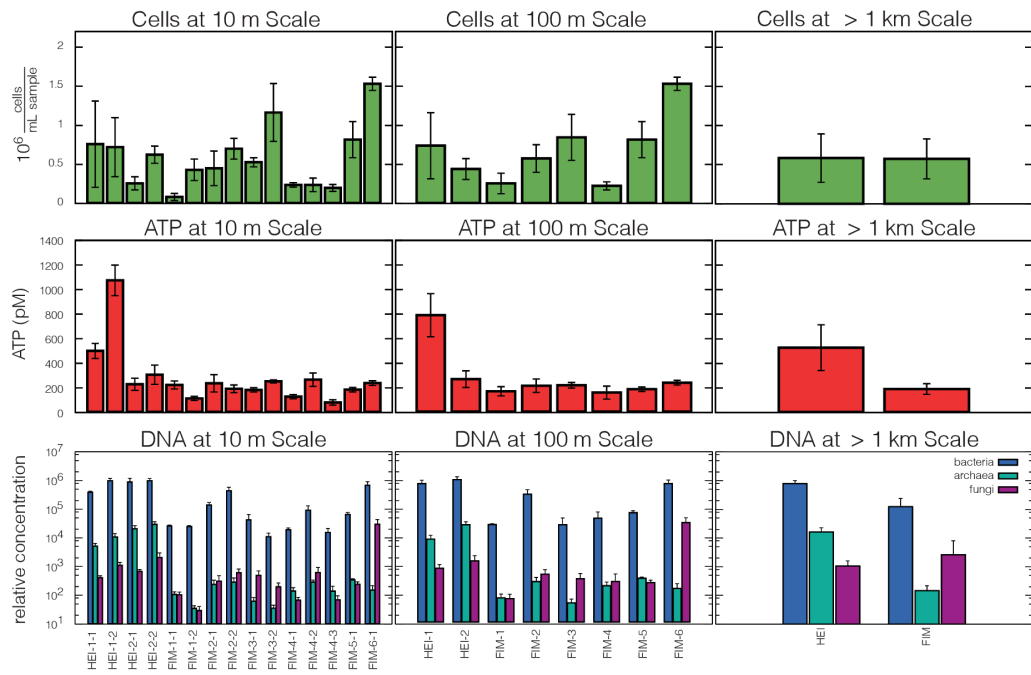 Cells at 10 m Scale
Cells at 100 m Scale
Cells at > 1 km Scale
10^6 cells / mL sample
2
1.5
1
0.5
0
ATP at 10 m Scale
ATP at 100 m Scale
ATP at > 1 km Scale
ATP (pM)
1400
1200
1000
800
600
400
200
0
DNA at 10 m Scale
DNA at 100 m Scale
DNA at > 1 km Scale
relative concentration
10^7
10^6
10^5
10^4
10^3
10^2
10^1
bacteria
archaea
fungi
HEI-1-1
HEI-1-2
HEI-2-1
HEI-2-2
FIM-1-1
FIM-1-2
FIM-2-1
FIM-2-2
FIM-3-1
FIM-3-2
FIM-4-1
FIM-4-2
FIM-4-3
FIM-5-1
FIM-6-1
HEI-1
HEI-2
FIM-1
FIM-2
FIM-3
FIM-4
FIM-5
FIM-6
HEI
FIM